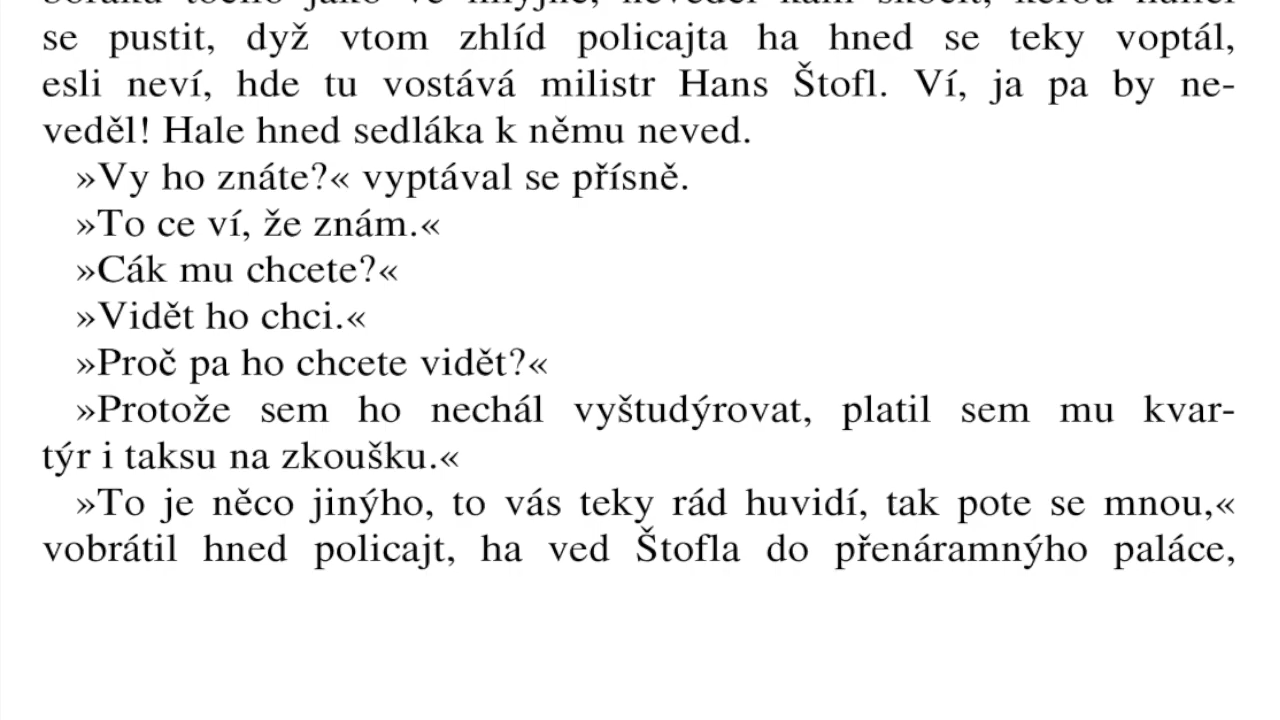 se pustit, dyž vtom zhlíd policajta ha hned se teky voptál,
esli neví, hde tu vostává milistr Hans Štofl. Ví, ja pa by ne-
veděl! Hale hned sedláka k němu neved.
»Vy ho znáte?« vyptával se přísně.
»To ce ví, že znám.«
»Cák mu chcete?«
»Vidět ho chci.«
»Proč pa ho chcete vidět?«
»Protože sem ho nechál vyštudýrovat, platil sem mu kvar-
týr i taksu na zkoušku.«
»To je něco jinýho, to vás teky rád huvidí, tak pote se mnou,«
vobrátil hned policajt, ha ved Štofla do přenáramnýho paláce,